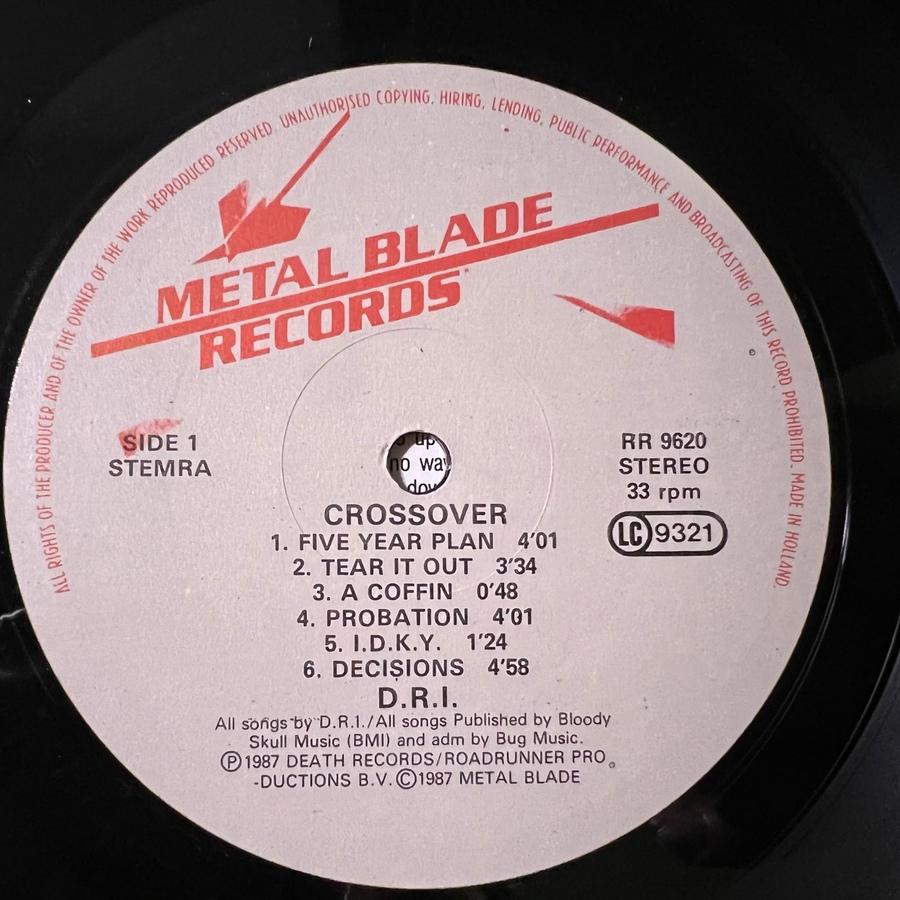 ALL RIGHTS OF THE PRODUCER AND OF THE OWNER OF THE WORK REPRODUCED RESERVED. UNAUTHORISED COPYING, HIRING, LENDING, PUBLIC PERFORMANCE AND BROADCASTING OF THIS RECORD PROHIBITED. MADE IN HOLLAND.
METAL BLADE
RECORDS
SIDE 1
STEMRA
RR 9620
STEREO
33 rpm
LC 9321
up
no way
CROSSOVER
1. FIVE YEAR PLAN 4'01
2. TEAR IT OUT 3'34
3. A COFFIN 0'48
4. PROBATION 4'01
5. I.D.K.Y. 1'24
6. DECISIONS 4'58
D.R.I.
All songs by D.R.I./All songs Published by Bloody
Skull Music (BMI) and adm by Bug Music.
Ⓟ1987 DEATH RECORDS/ROADRUNNER PRO
-DUCTIONS B.V. ©1987 METAL BLADE